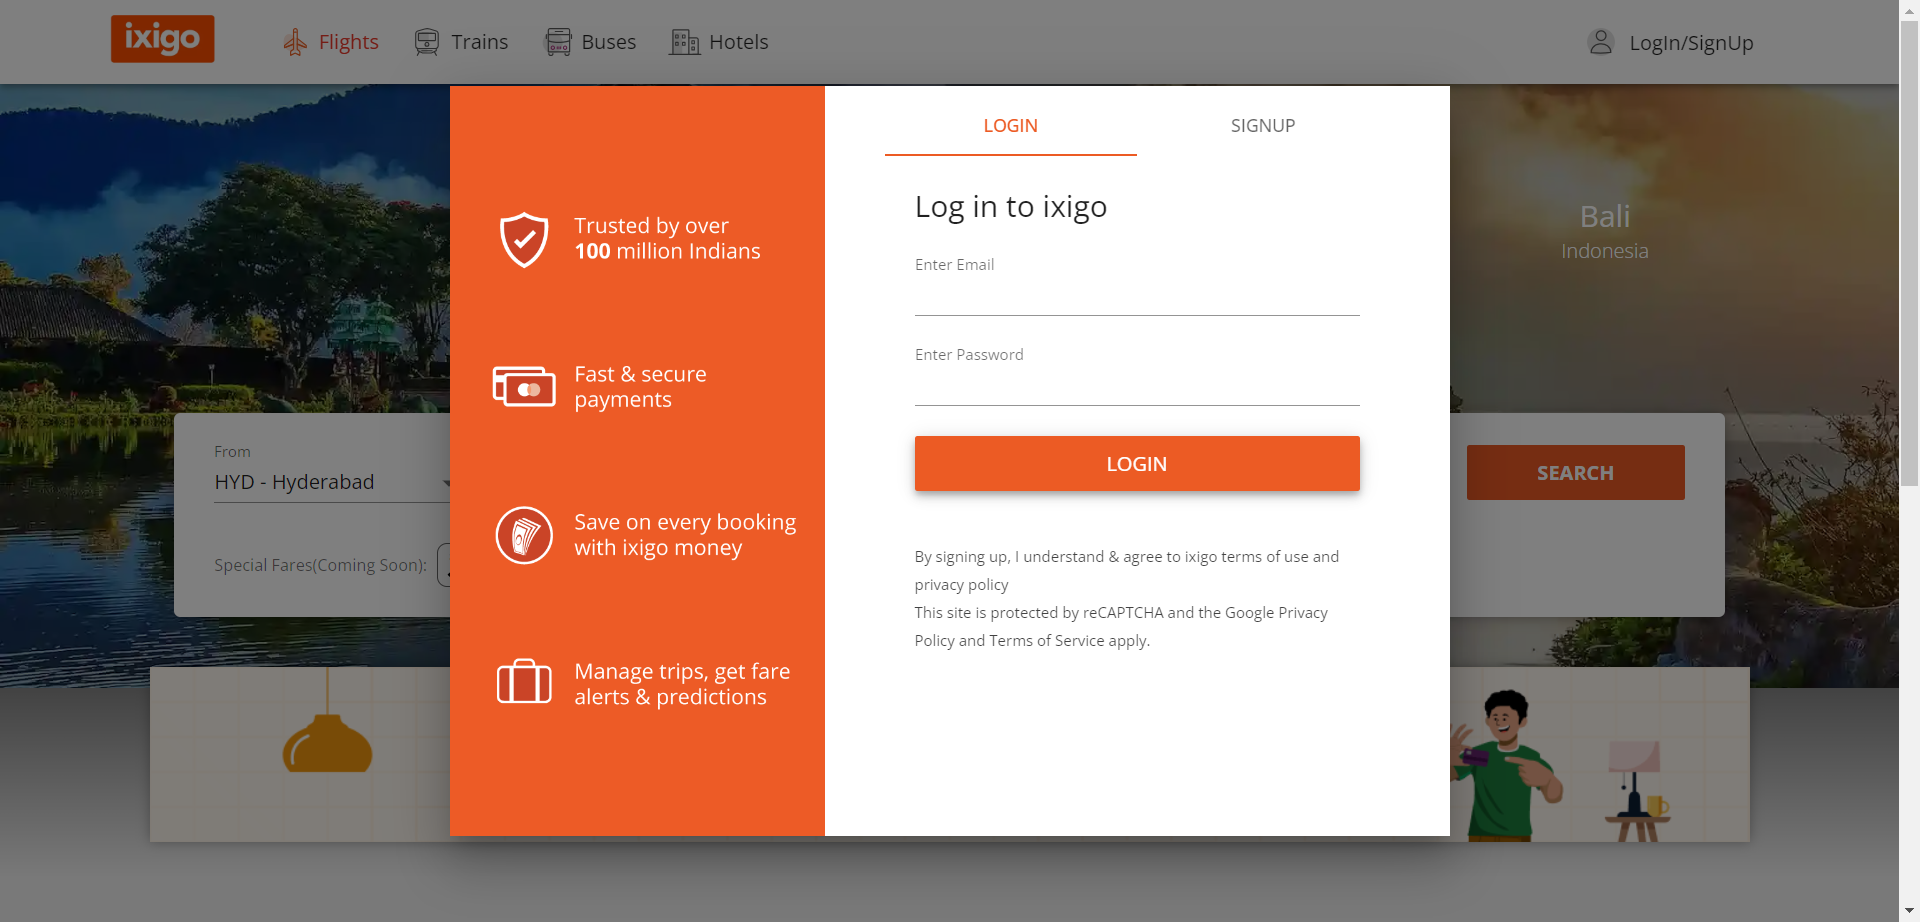 ixigo
Flights
Trains
Buses
Hotels
LogIn/SignUp
Trusted by over
100 million Indians
Fast & secure
payments
Save on every booking
with ixigo money
Manage trips, get fare
alerts & predictions
LOGIN
SIGNUP
Log in to ixigo
Enter Email
Enter Password
LOGIN
By signing up, I understand & agree to ixigo terms of use and
privacy policy
This site is protected by reCAPTCHA and the Google Privacy
Policy and Terms of Service apply.
Bali
Indonesia
From
HYD - Hyderabad
Special Fares(Coming Soon):
SEARCH